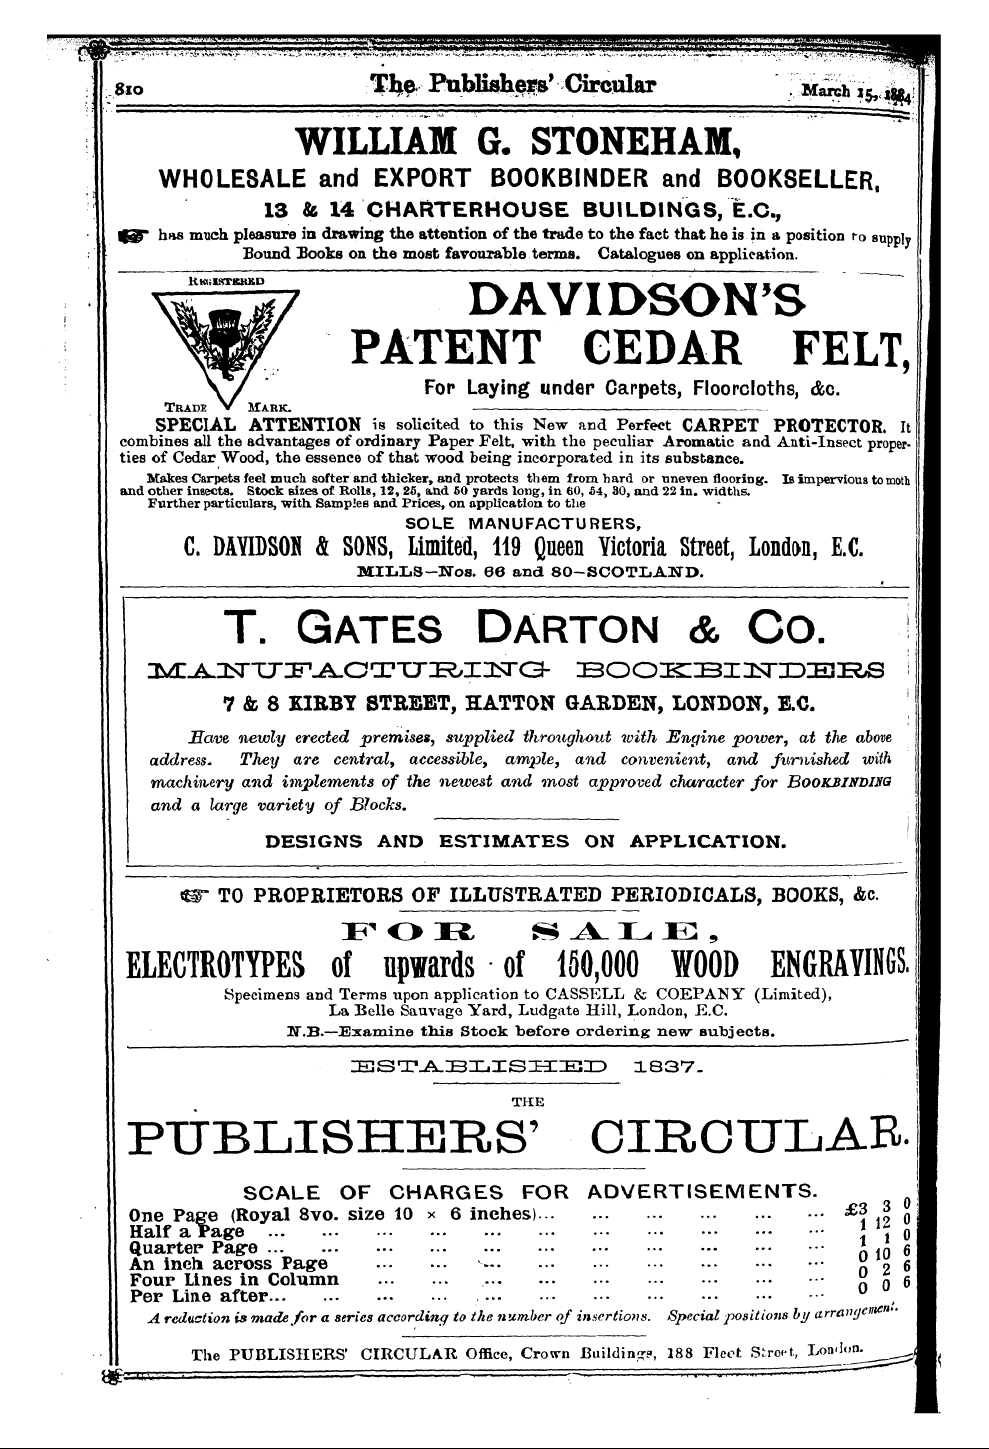 810 The Publishers' Circular March 15, 1884
WILLIAM G. STONEHAM,
WHOLESALE and EXPORT BOOKBINDER and BOOKSELLER,
13 & 14 CHARTERHOUSE BUILDINGS, E.C.,
☞ has much pleasure in drawing the attention of the trade to the fact that he is in a position to supply
Bound Books on the most favourable terms. Catalogues on application.
REGISTERED
TRADE MARK.
DAVIDSON'S
PATENT CEDAR FELT,
For Laying under Carpets, Floorcloths, &c.
SPECIAL ATTENTION is solicited to this New and Perfect CARPET PROTECTOR. It
combines all the advantages of ordinary Paper Felt, with the peculiar Aromatic and Anti-Insect proper-
ties of Cedar Wood, the essence of that wood being incorporated in its substance.
Makes Carpets feel much softer and thicker, and protects them from hard or uneven flooring. Is impervious to moth
and other insects. Stock sizes of Rolls, 12, 25, and 50 yards long, in 60, 54, 30, and 22 in. widths.
Further particulars, with Samples and Prices, on application to the
SOLE MANUFACTURERS,
C. DAVIDSON & SONS, Limited, 119 Queen Victoria Street, London, E.C.
MILLS—Nos. 66 and 80—SCOTLAND.
T. GATES DARTON & CO.
MANUFACTURING BOOKBINDERS
7 & 8 KIRBY STREET, HATTON GARDEN, LONDON, E.C.
Have newly erected premises, supplied throughout with Engine power, at the above
address. They are central, accessible, ample, and convenient, and furnished with
machinery and implements of the newest and most approved character for BOOKBINDING
and a large variety of Blocks.
DESIGNS AND ESTIMATES ON APPLICATION.
☞ TO PROPRIETORS OF ILLUSTRATED PERIODICALS, BOOKS, &c.
FOR SALE,
ELECTROTYPES of upwards of 150,000 WOOD ENGRAVINGS.
Specimens and Terms upon application to CASSELL & COEPANY (Limited),
La Belle Sauvage Yard, Ludgate Hill, London, E.C.
N.B.—Examine this Stock before ordering new subjects.
ESTABLISHED 1837.
THE
PUBLISHERS' CIRCULAR.
SCALE OF CHARGES FOR ADVERTISEMENTS.
One Page (Royal 8vo. size 10 × 6 inches)... ... ... ... ... ... £3 3 0
Half a Page ... ... ... ... ... ... ... ... ... ... ... 1 12 0
Quarter Page ... ... ... ... ... ... ... ... ... ... ... 1 1 0
An inch across Page ... ... ... ... ... ... ... ... ... 0 10 6
Four Lines in Column ... ... ... ... ... ... ... ... ... 0 2 6
Per Line after... ... ... ... ... ... ... ... ... ... ... 0 0 6
A reduction is made for a series according to the number of insertions. Special positions by arrangement.
The PUBLISHERS' CIRCULAR Office, Crown Buildings, 188 Fleet Street, London.